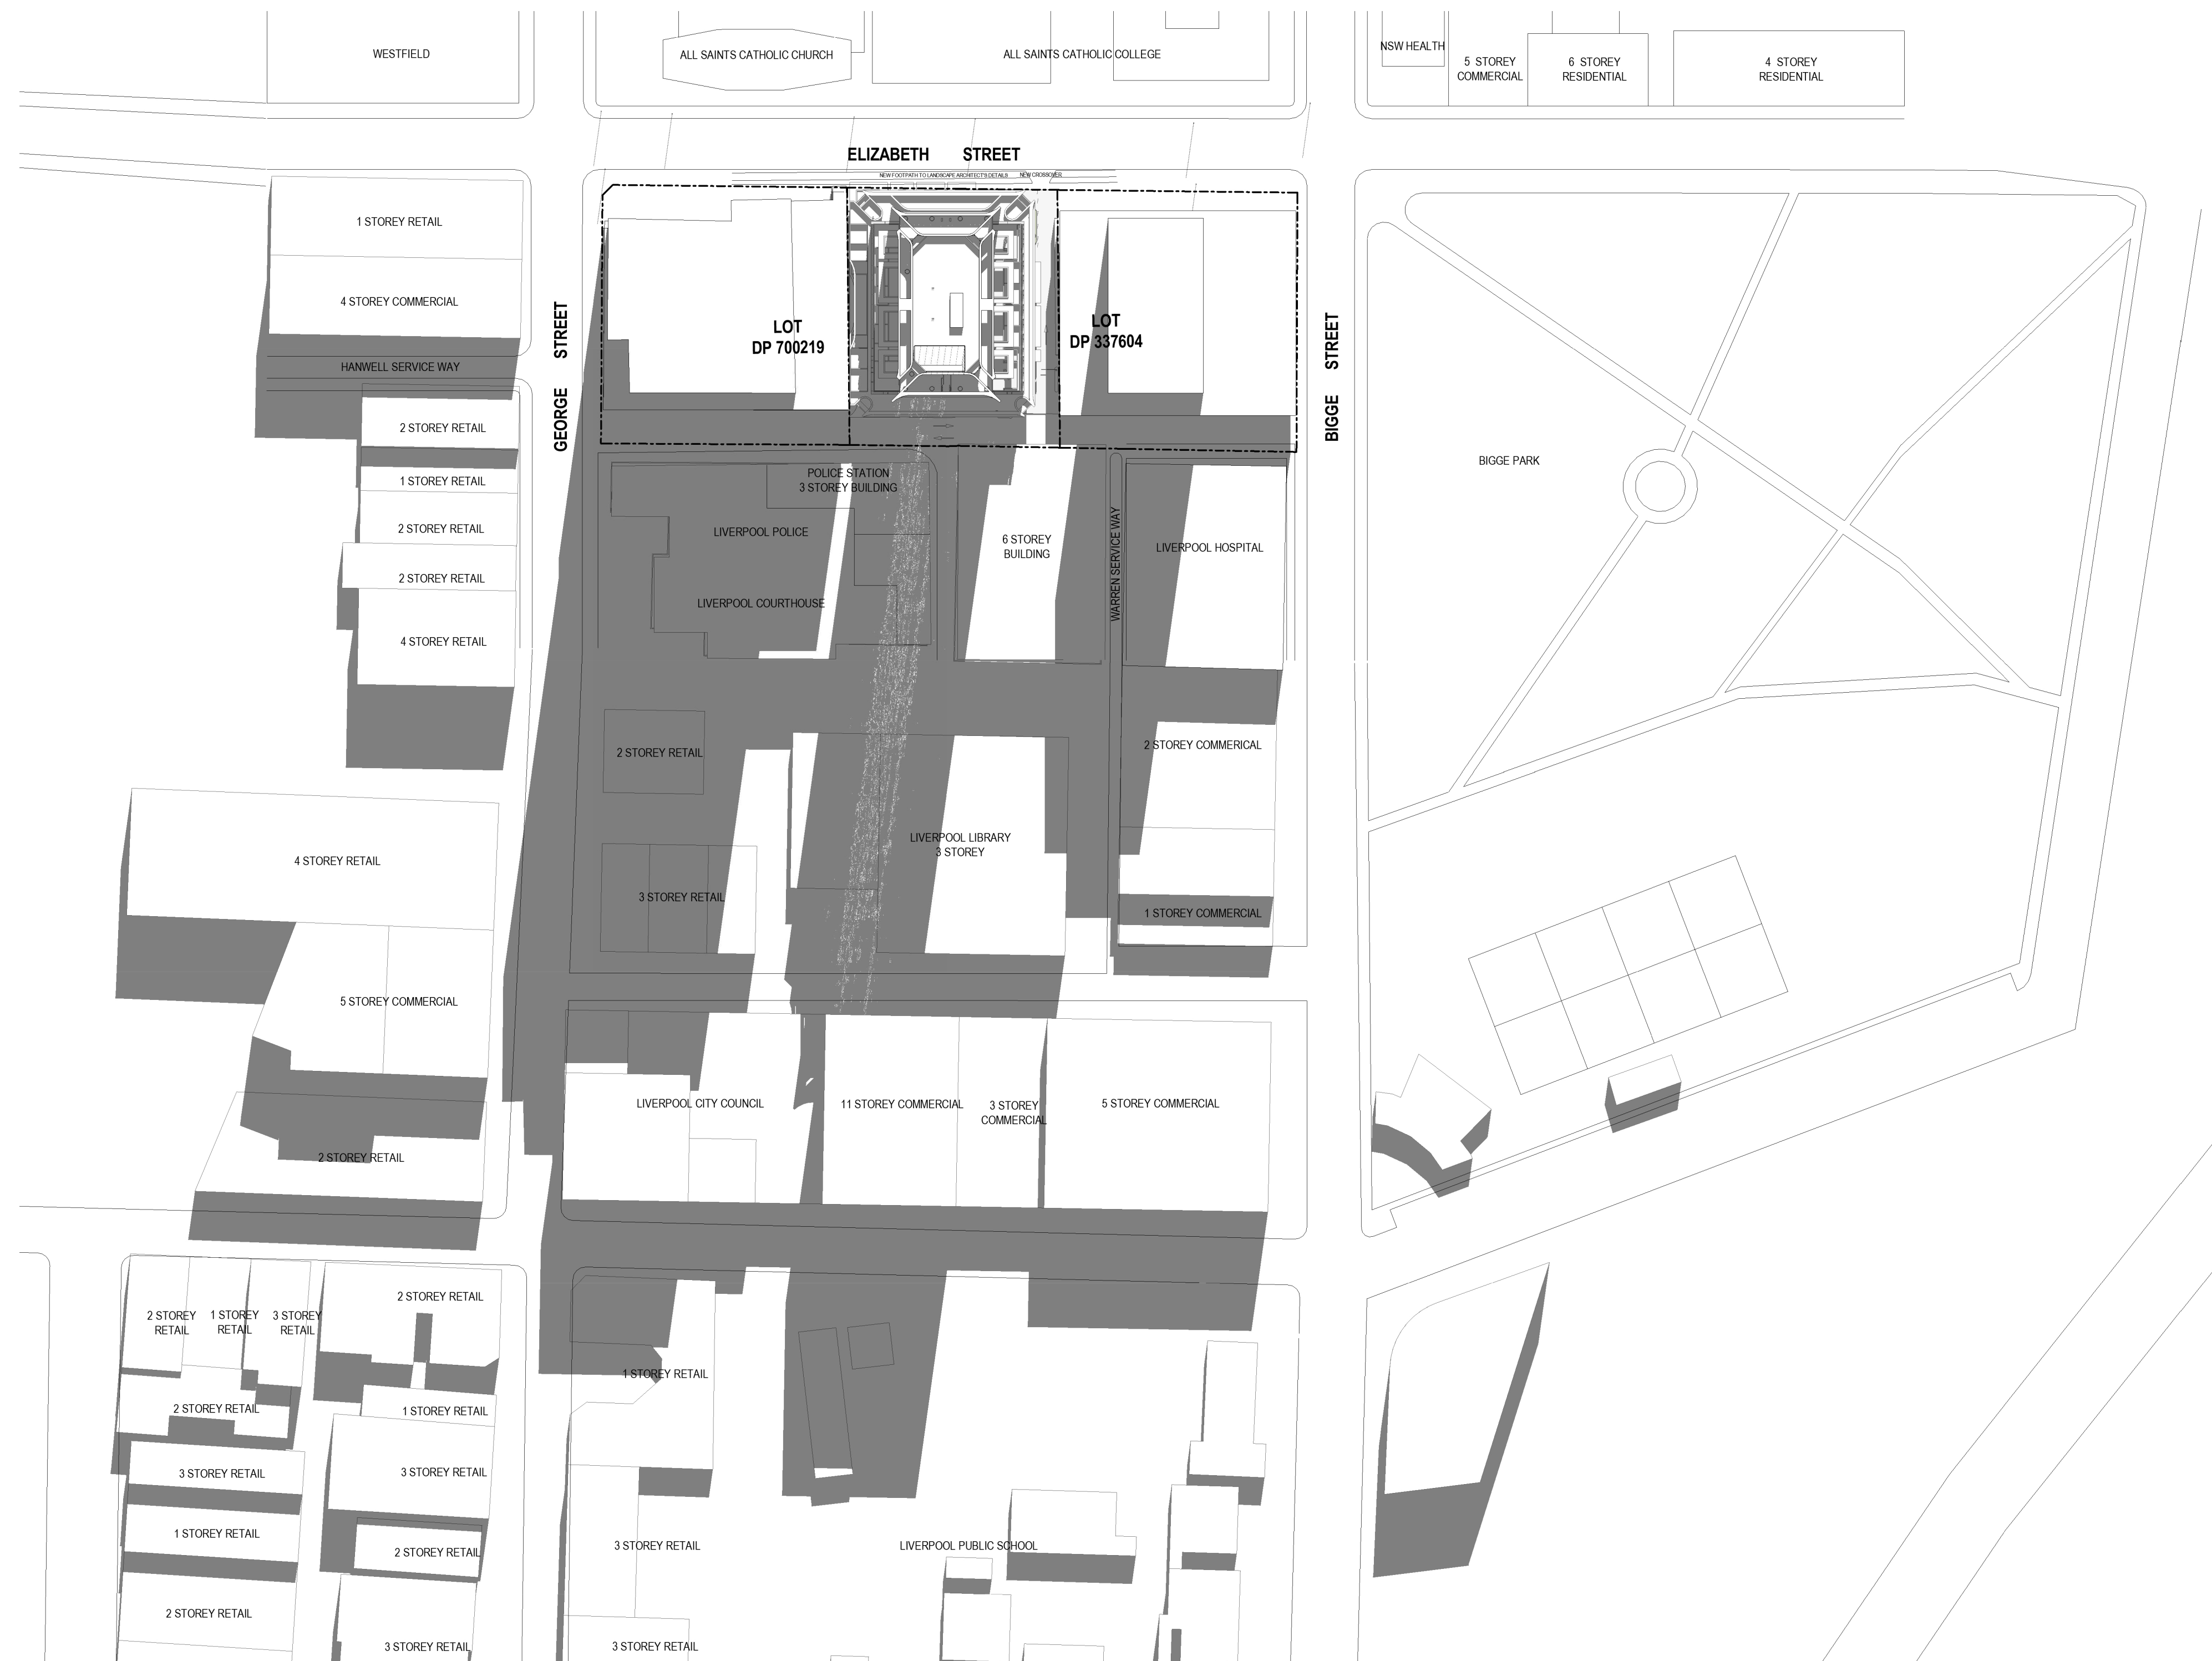 WESTFIELD
ALL SAINTS CATHOLIC CHURCH
ALL SAINTS CATHOLIC COLLEGE
NSW HEALTH
5 STOREY
COMMERCIAL
6 STOREY
RESIDENTIAL
4 STOREY
RESIDENTIAL
ELIZABETH STREET
NEW FOOTPATH TO LANDSCAPE ARCHITECT'S DETAILS
NEW CROSSOVER
1 STOREY RETAIL
4 STOREY COMMERCIAL
HANWELL SERVICE WAY
GEORGE STREET
LOT
DP 700219
LOT
DP 337604
BIGGE STREET
2 STOREY RETAIL
1 STOREY RETAIL
2 STOREY RETAIL
2 STOREY RETAIL
4 STOREY RETAIL
POLICE STATION
3 STOREY BUILDING
LIVERPOOL POLICE
LIVERPOOL COURTHOUSE
6 STOREY
BUILDING
WARREN SERVICE WAY
LIVERPOOL HOSPITAL
BIGGE PARK
2 STOREY RETAIL
2 STOREY COMMERICAL
4 STOREY RETAIL
LIVERPOOL LIBRARY
3 STOREY
3 STOREY RETAIL
1 STOREY COMMERCIAL
5 STOREY COMMERCIAL
LIVERPOOL CITY COUNCIL
11 STOREY COMMERCIAL
3 STOREY
COMMERCIAL
5 STOREY COMMERCIAL
2 STOREY RETAIL
2 STOREY
RETAIL
1 STOREY
RETAIL
3 STOREY
RETAIL
2 STOREY RETAIL
1 STOREY RETAIL
2 STOREY RETAIL
1 STOREY RETAIL
3 STOREY RETAIL
3 STOREY RETAIL
1 STOREY RETAIL
2 STOREY RETAIL
3 STOREY RETAIL
LIVERPOOL PUBLIC SCHOOL
2 STOREY RETAIL
3 STOREY RETAIL
3 STOREY RETAIL